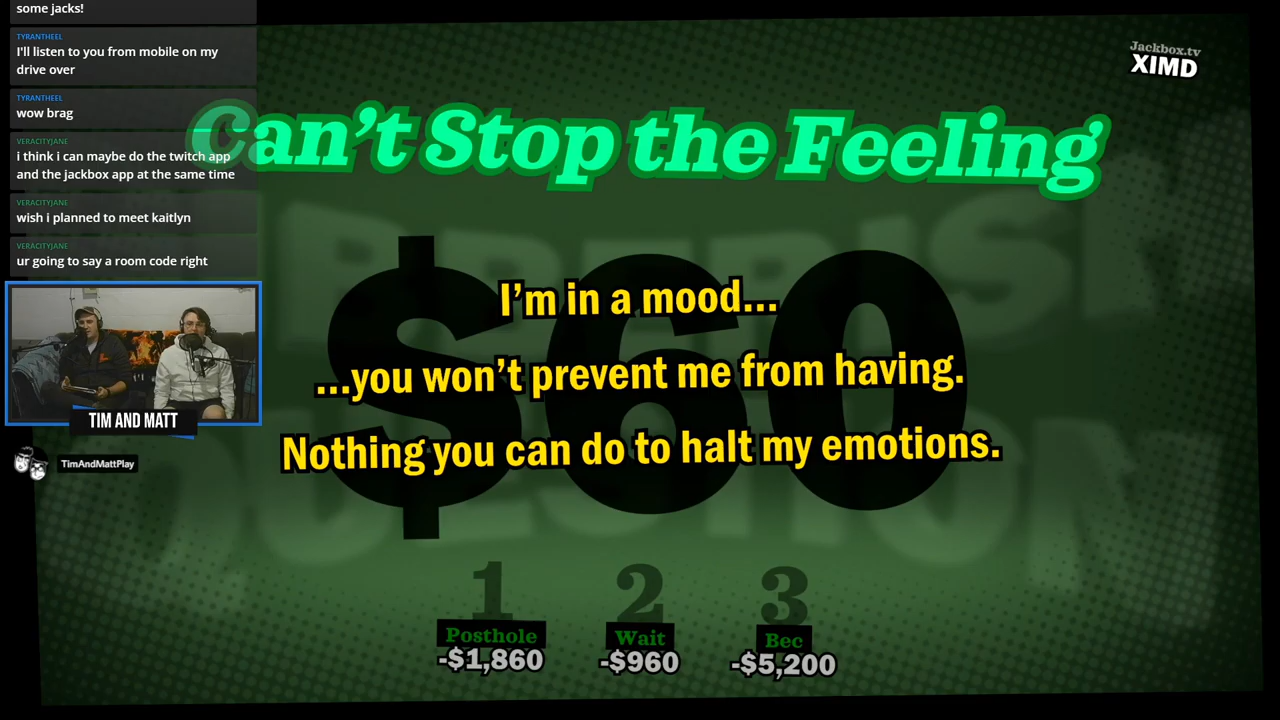 some jacks!
TYRANTHEEL
I'll listen to you from mobile on my
drive over
TYRANTHEEL
wow brag
VERACITYJANE
i think i can maybe do the twitch app
and the jackbox app at the same time
VERACITYJANE
wish i planned to meet kaitlyn
VERACITYJANE
ur going to say a room code right
TIM AND MATT
TimAndMattPlay
Jackbox.tv
XIMD
Can't Stop the Feeling
$60
I'm in a mood...
...you won't prevent me from having.
Nothing you can do to halt my emotions.
1
2
3
Posthole
Wait
Bec
-$1,860
-$960
-$5,200